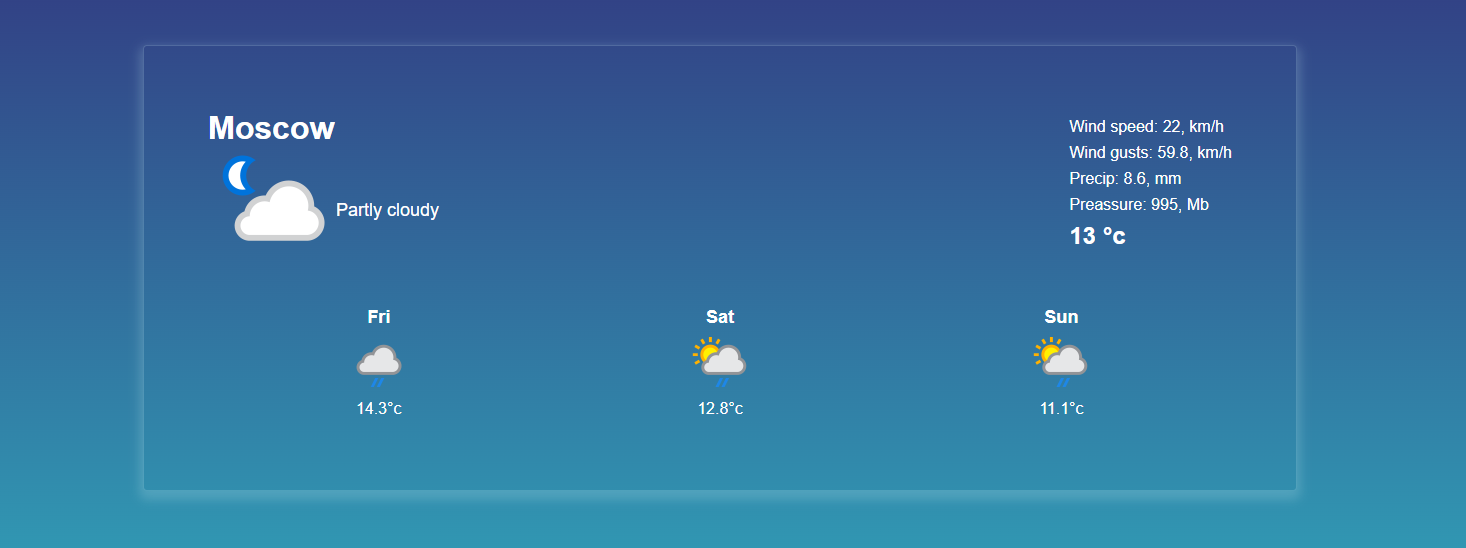 Moscow
Partly cloudy
Wind speed: 22, km/h
Wind gusts: 59.8, km/h
Precip: 8.6, mm
Preassure: 995, Mb
13 °c
Fri
Sat
Sun
14.3°c
12.8°c
11.1°c